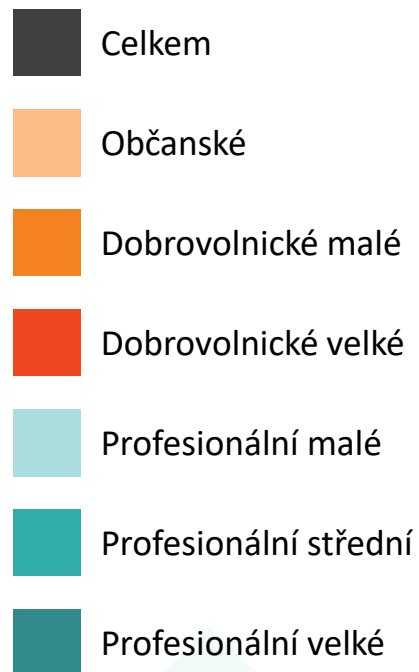 Celkem
Občanské
Dobrovolnické malé
Dobrovolnické velké
Profesionální malé
Profesionální střední
Profesionální velké